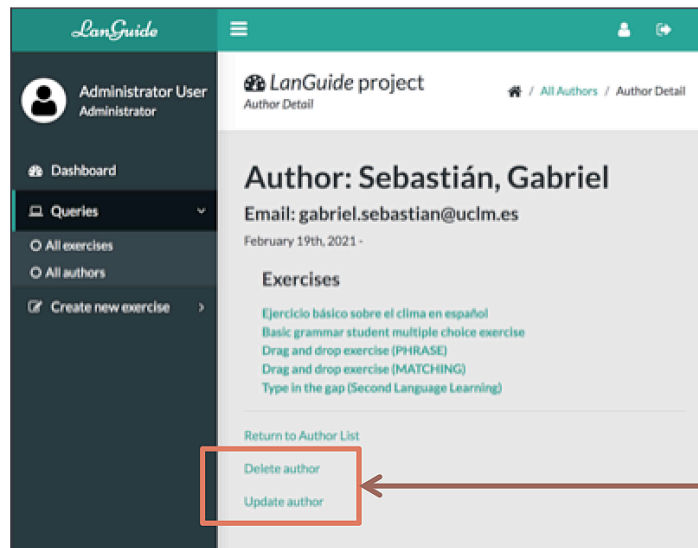 LanGuide
Administrator User
Administrator
Dashboard
Queries
All exercises
All authors
Create new exercise
LanGuide project
Author Detail
/ All Authors / Author Detail
Author: Sebastián, Gabriel
Email: gabriel.sebastian@uclm.es
February 19th, 2021 -
Exercises
Ejercicio básico sobre el clima en español
Basic grammar student multiple choice exercise
Drag and drop exercise (PHRASE)
Drag and drop exercise (MATCHING)
Type in the gap (Second Language Learning)
Return to Author List
Delete author
Update author